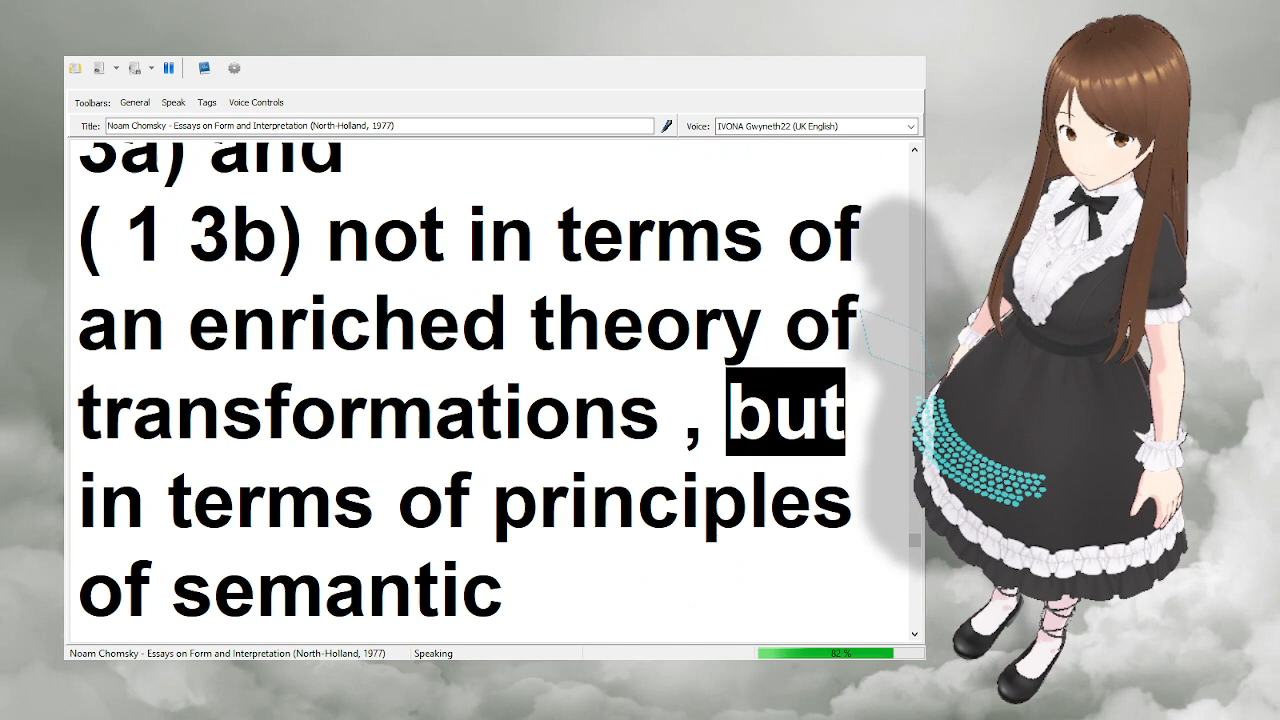 Toolbars: General Speak Tags Voice Controls
Title: Noam Chomsky - Essays on Form and Interpretation (North-Holland, 1977) Voice: IVONA Gwyneth22 (UK English)
3a) and
( 1 3b) not in terms of
an enriched theory of
transformations , but
in terms of principles
of semantic
Noam Chomsky - Essays on Form and Interpretation (North-Holland, 1977) Speaking 82 %